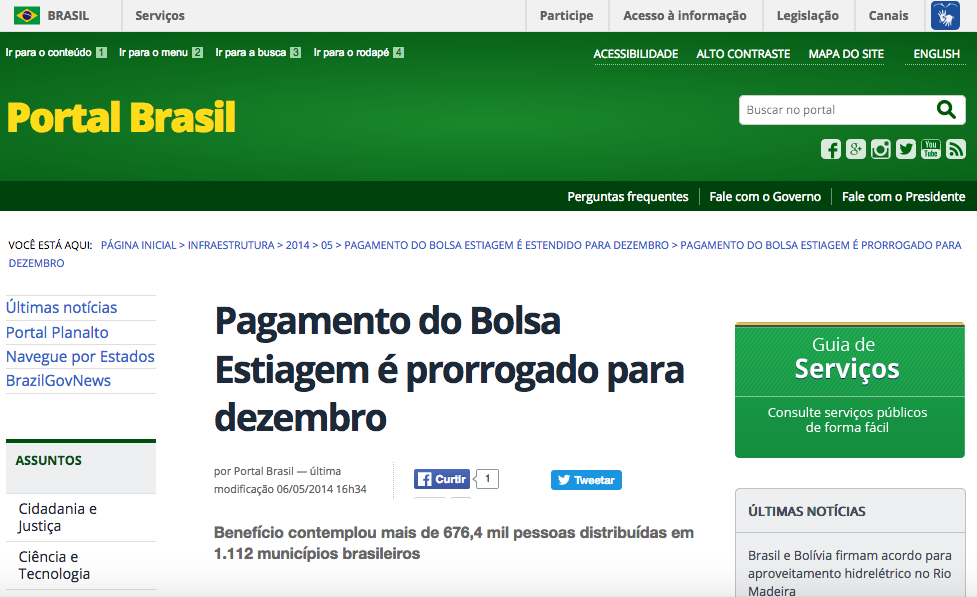 BRASIL
Serviços
Participe
Acesso à informação
Legislação
Canais
Ir para o conteúdo 1
Ir para o menu 2
Ir para a busca 3
Ir para o rodapé 4
ACESSIBILIDADE
ALTO CONTRASTE
MAPA DO SITE
ENGLISH
Portal Brasil
Buscar no portal
g+
You
Tube
Perguntas frequentes
Fale com o Governo
Fale com o Presidente
VOCÊ ESTÁ AQUI: PÁGINA INICIAL > INFRAESTRUTURA > 2014 > 05 > PAGAMENTO DO BOLSA ESTIAGEM É ESTENDIDO PARA DEZEMBRO > PAGAMENTO DO BOLSA ESTIAGEM É PRORROGADO PARA
DEZEMBRO
Últimas notícias
Portal Planalto
Navegue por Estados
BrazilGovNews
ASSUNTOS
Cidadania e
Justiça
Ciência e
Tecnologia
Pagamento do Bolsa
Estiagem é prorrogado para
dezembro
por Portal Brasil — última
modificação 06/05/2014 16h34
Curtir
1
Tweetar
Benefício contemplou mais de 676,4 mil pessoas distribuídas em
1.112 municípios brasileiros
Guia de
Serviços
Consulte serviços públicos
de forma fácil
ÚLTIMAS NOTÍCIAS
Brasil e Bolívia firmam acordo para
aproveitamento hidrelétrico no Rio
Madeira